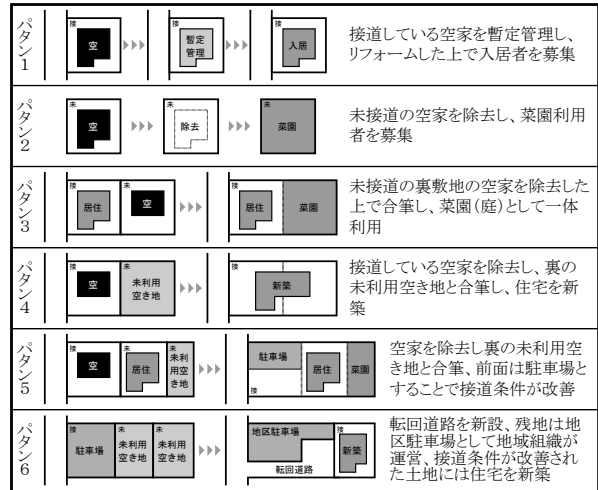 パタン1
接
空
接
暫定
管理
接
入居
接道している空家を暫定管理し、
リフォームした上で入居者を募集
パタン2
未
空
未
除去
未
菜園
未接道の空家を除去し、菜園利用
者を募集
パタン3
接
居住
未
空
接
居住
菜園
未接道の裏敷地の空家を除去した
上で合筆し、菜園（庭）として一体
利用
パタン4
接
空
未
未利用
空き地
接
新築
接道している空家を除去し、裏の
未利用空き地と合筆し、住宅を新
築
パタン5
接
空
未
居住
未
未利
用空
き地
駐車場
接
居住
菜園
空家を除去し裏の未利用空
き地と合筆、前面は駐車場と
することで接道条件が改善
パタン6
接
駐車場
未
未利用
空き地
未
未利用
空き地
地区駐車場
転回道路
接
新築
転回道路を新設、残地は地
区駐車場として地域組織が
運営、接道条件が改善され
た土地には住宅を新築